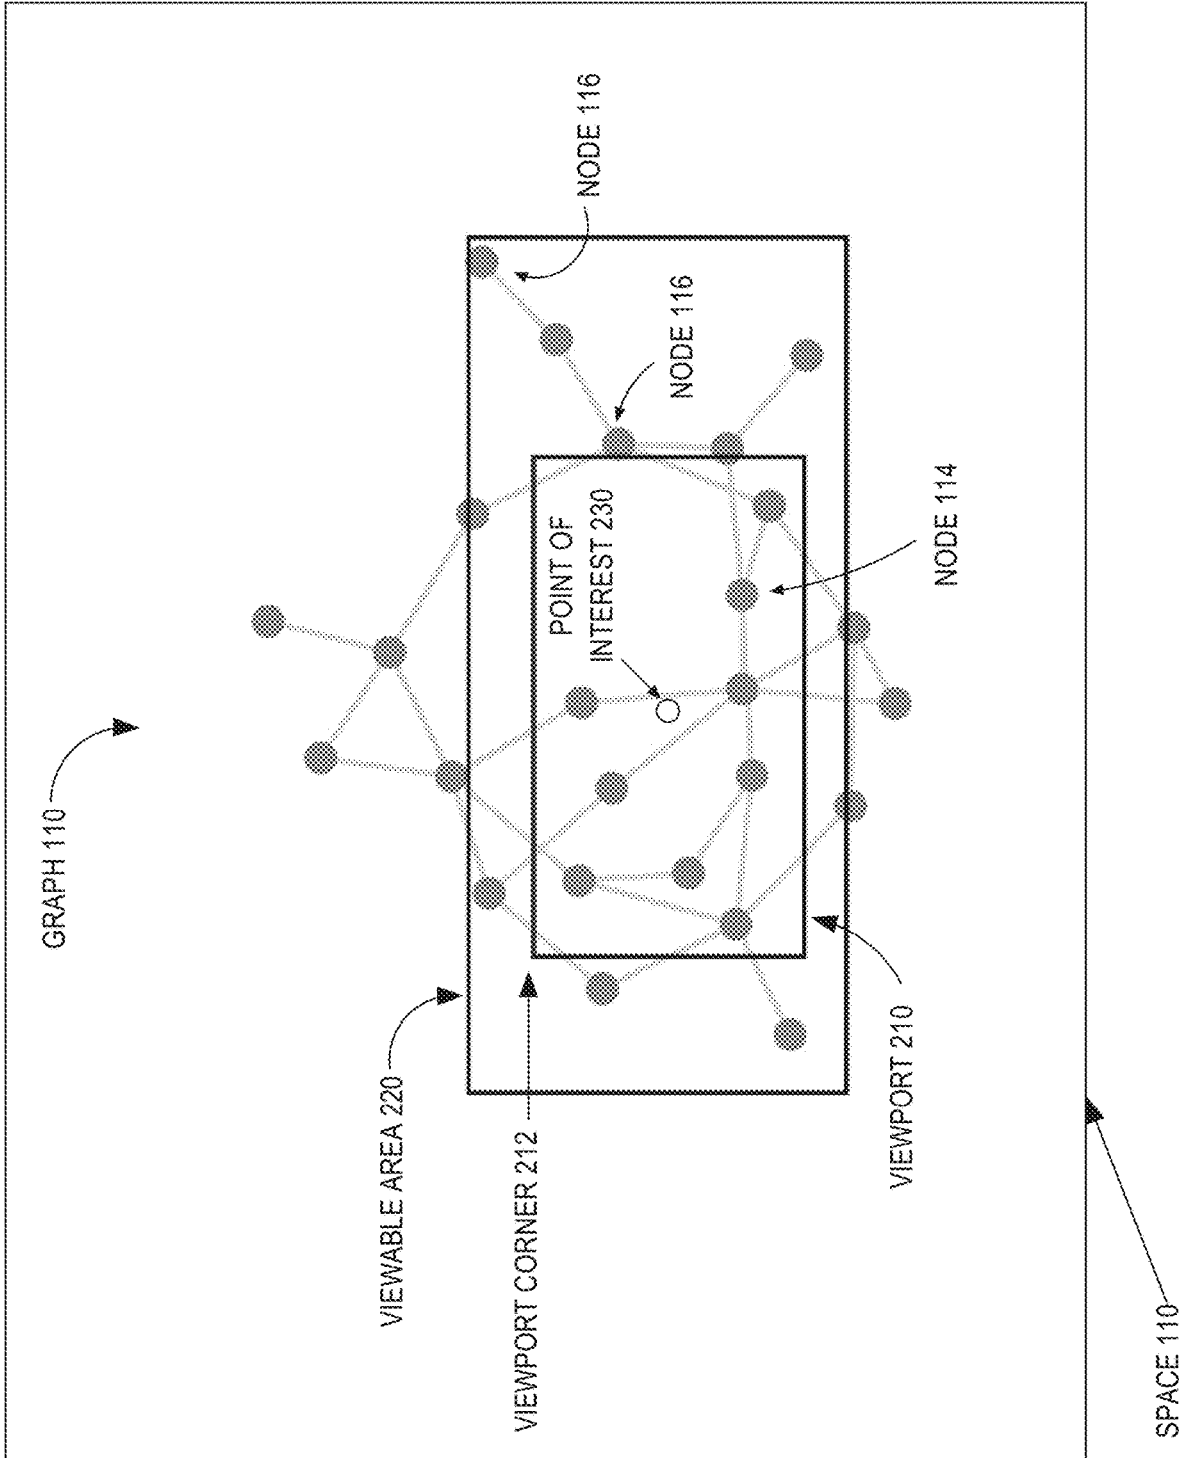 GRAPH 110
VIEWABLE AREA 220
VIEWPORT CORNER 212
POINT OF
INTEREST 230
NODE 116
NODE 116
VIEWPORT 210
NODE 114
SPACE 110